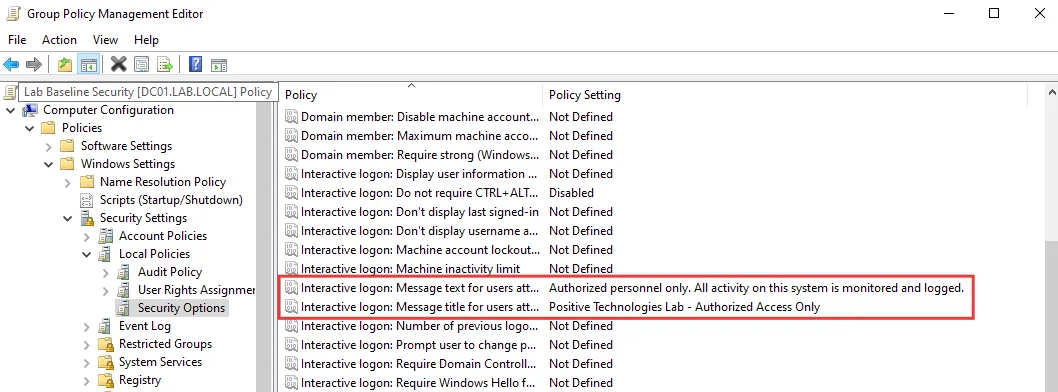 Group Policy Management Editor
File Action View Help
Lab Baseline Security [DC01.LAB.LOCAL] Policy
Computer Configuration
Policies
Software Settings
Windows Settings
Name Resolution Policy
Scripts (Startup/Shutdown)
Security Settings
Account Policies
Local Policies
Audit Policy
User Rights Assignmer
Security Options
Event Log
Restricted Groups
System Services
Registry
Policy Policy Setting
Domain member: Disable machine account... Not Defined
Domain member: Maximum machine acco... Not Defined
Domain member: Require strong (Windows... Not Defined
Interactive logon: Display user information ... Not Defined
Interactive logon: Do not require CTRL+ALT... Disabled
Interactive logon: Don't display last signed-in Not Defined
Interactive logon: Don't display username a... Not Defined
Interactive logon: Machine account lockout... Not Defined
Interactive logon: Machine inactivity limit Not Defined
Interactive logon: Message text for users att... Authorized personnel only. All activity on this system is monitored and logged.
Interactive logon: Message title for users att... Positive Technologies Lab - Authorized Access Only
Interactive logon: Number of previous logo... Not Defined
Interactive logon: Prompt user to change p... Not Defined
Interactive logon: Require Domain Controll... Not Defined
Interactive logon: Require Windows Hello f... Not Defined